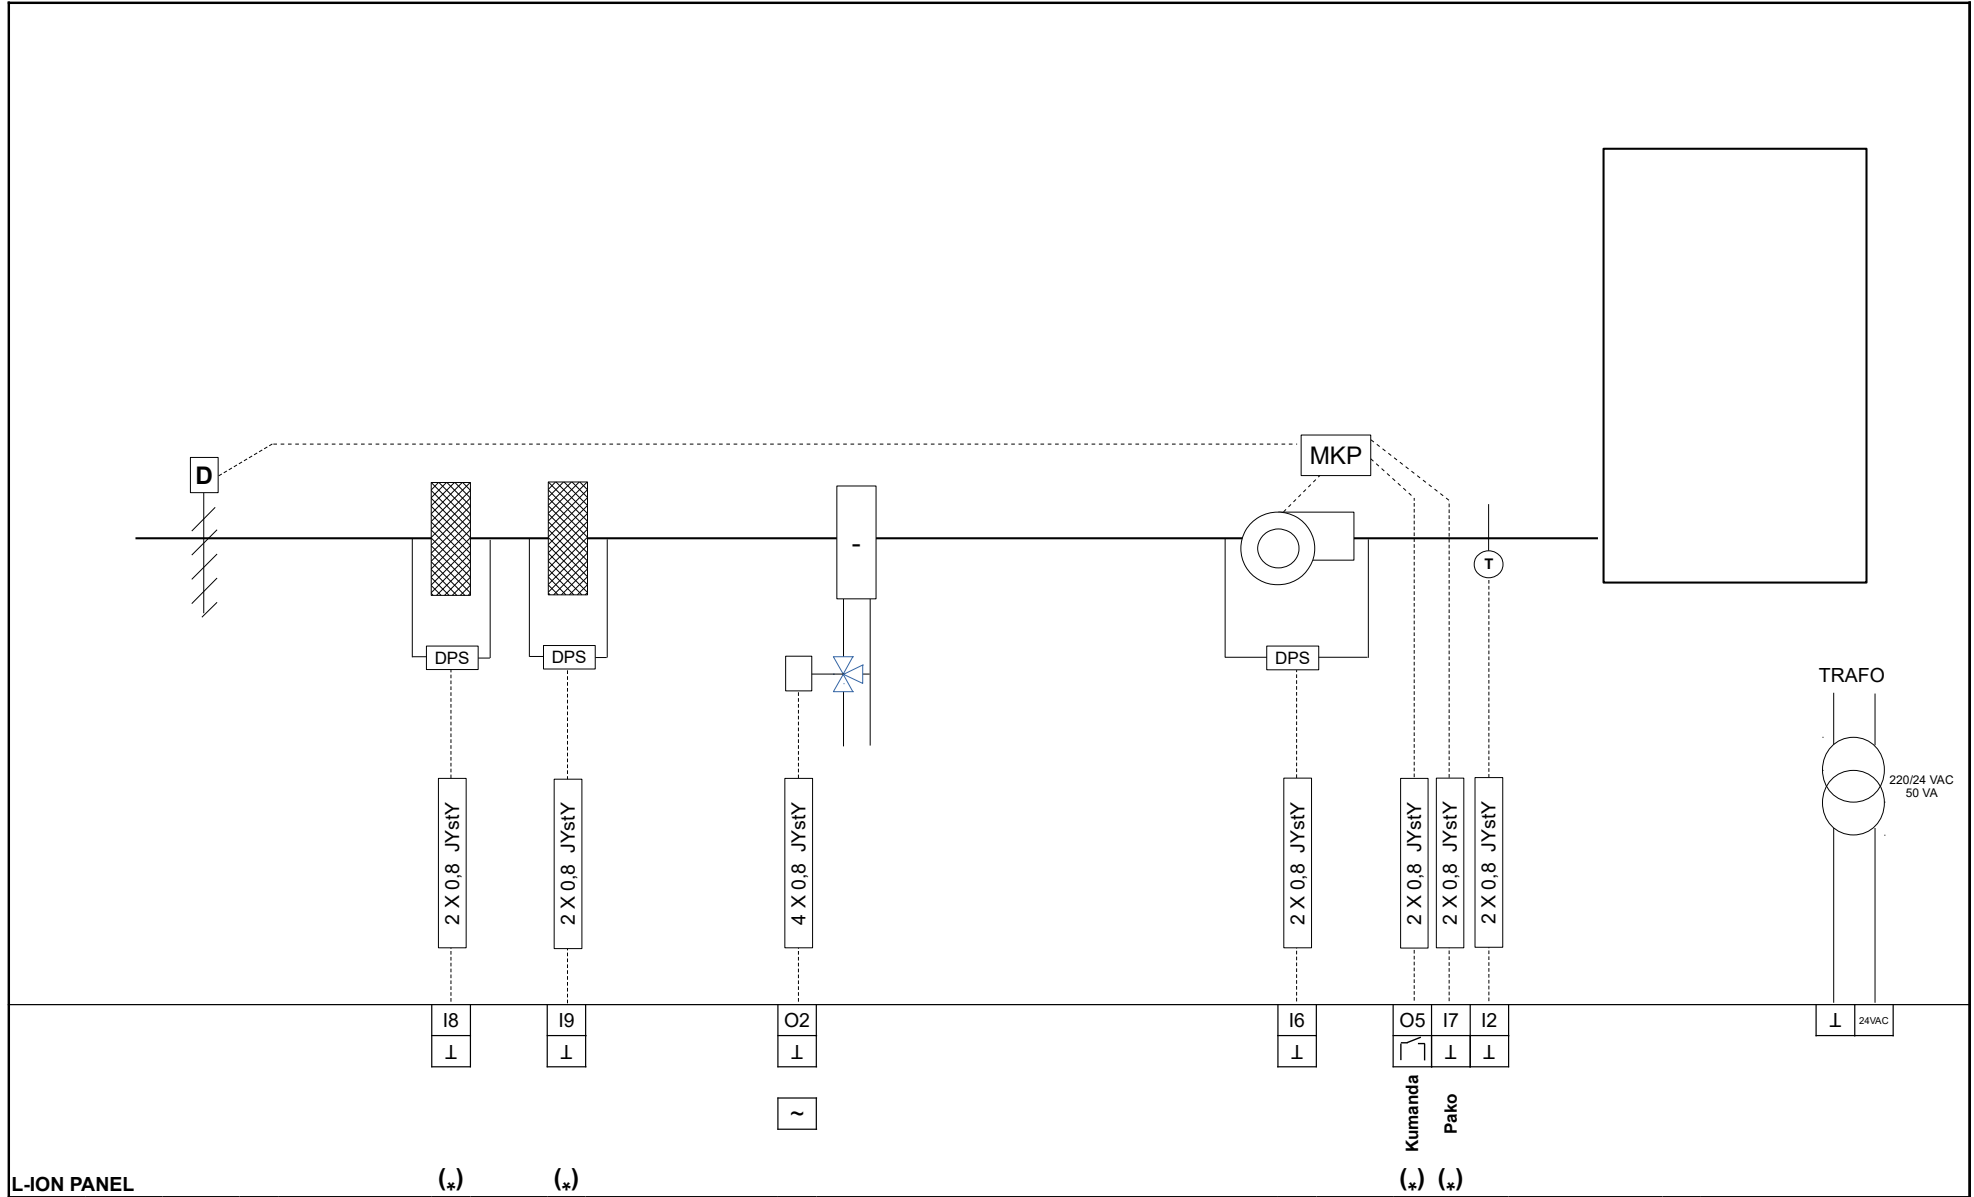 MKP
D
-
T
DPS
DPS
DPS
TRAFO
220/24 VAC
50 VA
2 X 0,8 JYstY
2 X 0,8 JYstY
4 X 0,8 JYstY
2 X 0,8 JYstY
2 X 0,8 JYstY
2 X 0,8 JYstY
2 X 0,8 JYstY
I8
I9
O2
I6
O5
I7
I2
⊥
24VAC
⊥
⊥
⊥
⊥
⊥
⊥
~
Kumanda
Pako
L-ION PANEL
(*)
(*)
(*)
(*)